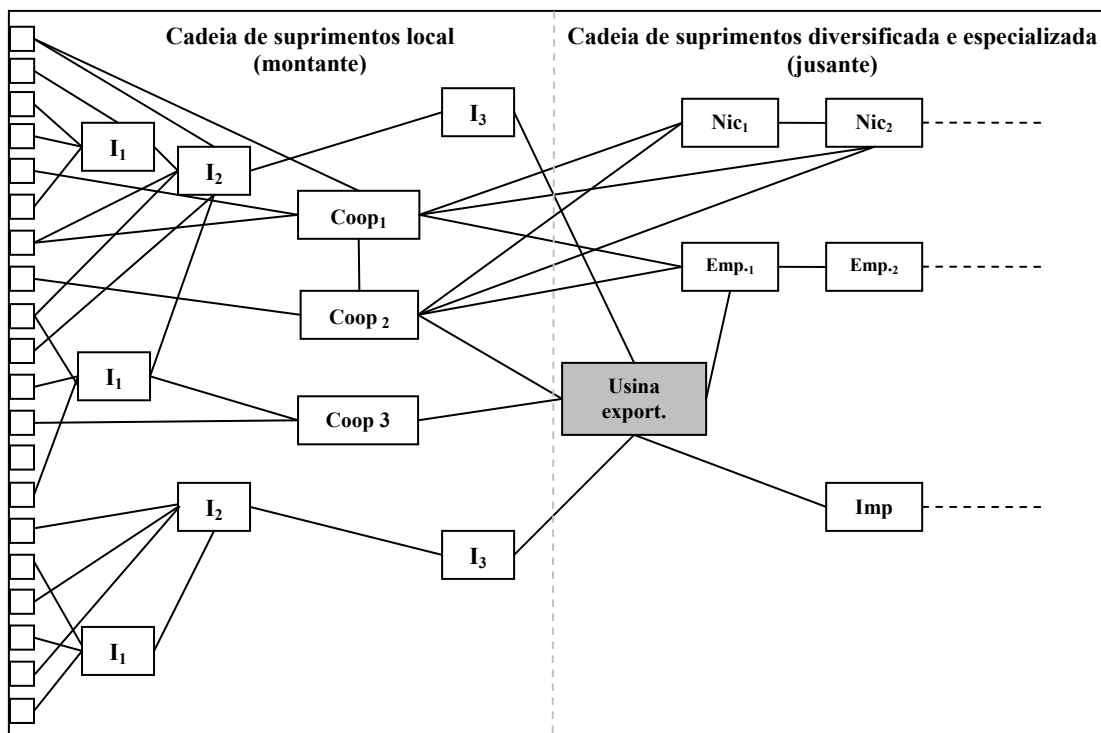 Cadeia de suprimentos local
(montante)
Cadeia de suprimentos diversificada e especializada
(jusante)
I₃
Nic₁
Nic₂
I₁
I₂
Coop₁
Emp.₁
Emp.₂
Coop ₂
I₁
Usina
export.
Coop 3
I₂
Imp
I₃
I₁